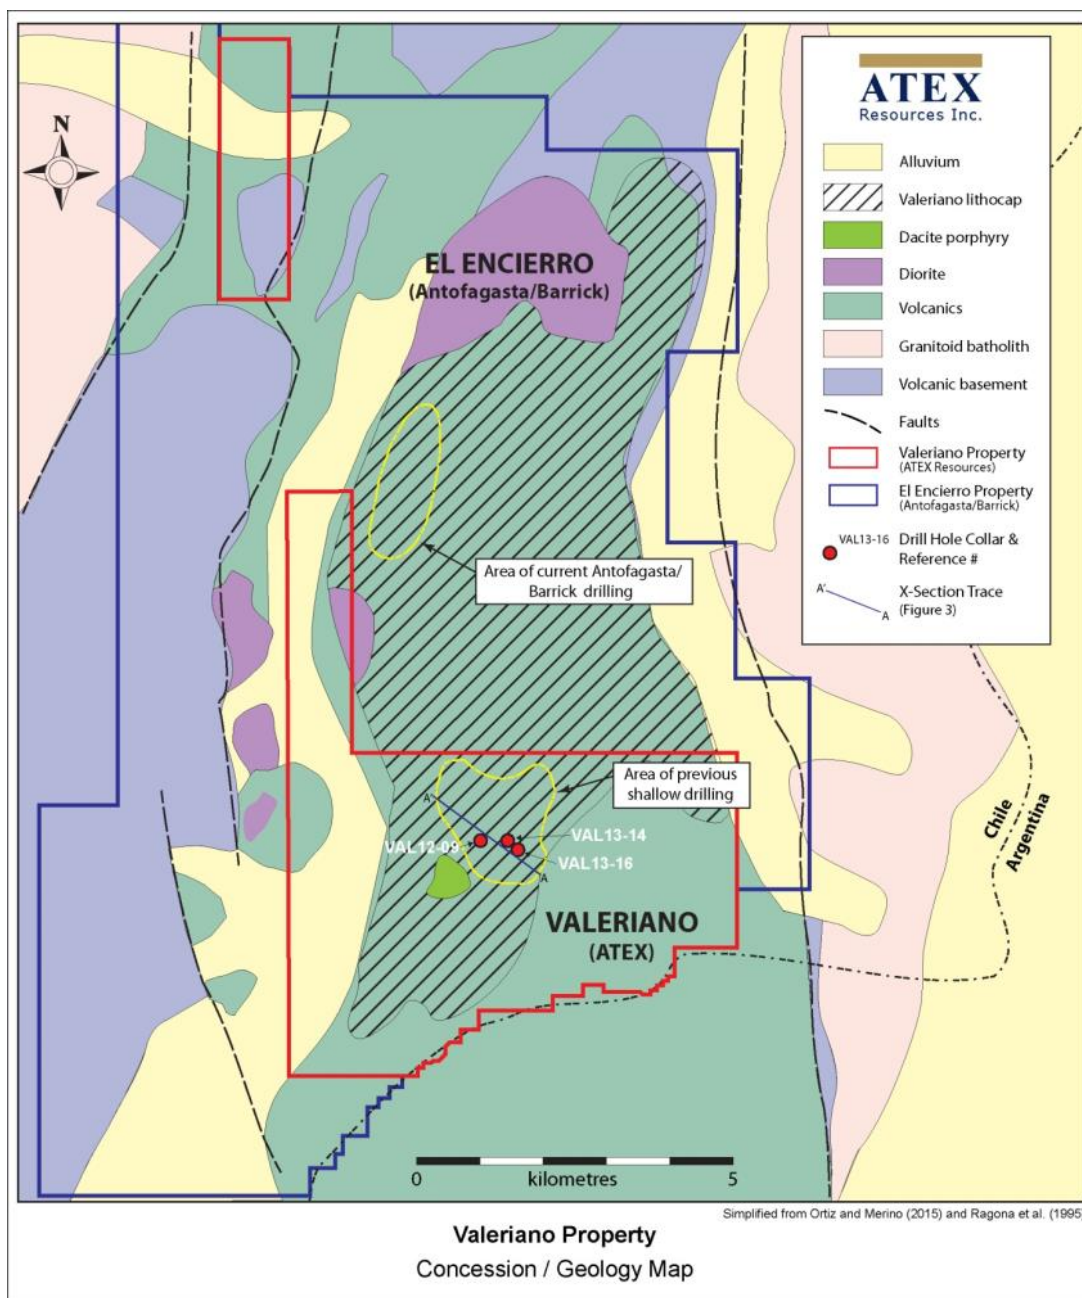 N
ATEX
Resources Inc.
Alluvium
Valeriano lithocap
Dacite porphyry
Diorite
Volcanics
Granitoid batholith
Volcanic basement
Faults
Valeriano Property
(ATEX Resources)
El Encierro Property
(Antofagasta/Barrick)
VAL13-16 Drill Hole Collar &
Reference #
A' A X-Section Trace
(Figure 3)
EL ENCIERRO
(Antofagasta/Barrick)
Area of current Antofagasta/
Barrick drilling
Area of previous
shallow drilling
A'
VAL12-09
VAL13-14
VAL13-16
A
VALERIANO
(ATEX)
Chile
Argentina
0 kilometres 5
Simplified from Ortiz and Merino (2015) and Ragona et al. (1995)
Valeriano Property
Concession / Geology Map